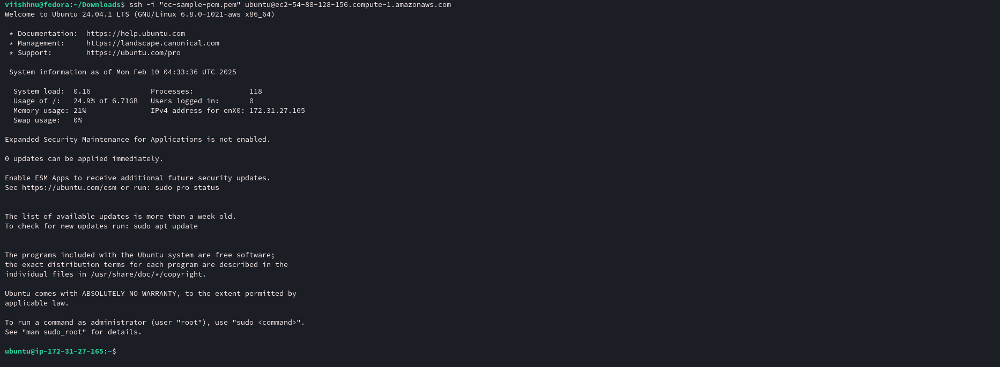 viishhnu@fedora:~/Downloads$ ssh -i "cc-sample-pem.pem" ubuntu@ec2-54-88-128-156.compute-1.amazonaws.com
Welcome to Ubuntu 24.04.1 LTS (GNU/Linux 6.8.0-1021-aws x86_64)

 * Documentation:  https://help.ubuntu.com
 * Management:     https://landscape.canonical.com
 * Support:        https://ubuntu.com/pro

 System information as of Mon Feb 10 04:33:36 UTC 2025

  System load:  0.16              Processes:             118
  Usage of /:   24.9% of 6.71GB   Users logged in:       0
  Memory usage: 21%               IPv4 address for enX0: 172.31.27.165
  Swap usage:   0%

Expanded Security Maintenance for Applications is not enabled.

0 updates can be applied immediately.

Enable ESM Apps to receive additional future security updates.
See https://ubuntu.com/esm or run: sudo pro status


The list of available updates is more than a week old.
To check for new updates run: sudo apt update


The programs included with the Ubuntu system are free software;
the exact distribution terms for each program are described in the
individual files in /usr/share/doc/*/copyright.

Ubuntu comes with ABSOLUTELY NO WARRANTY, to the extent permitted by
applicable law.

To run a command as administrator (user "root"), use "sudo <command>".
See "man sudo_root" for details.

ubuntu@ip-172-31-27-165:~$